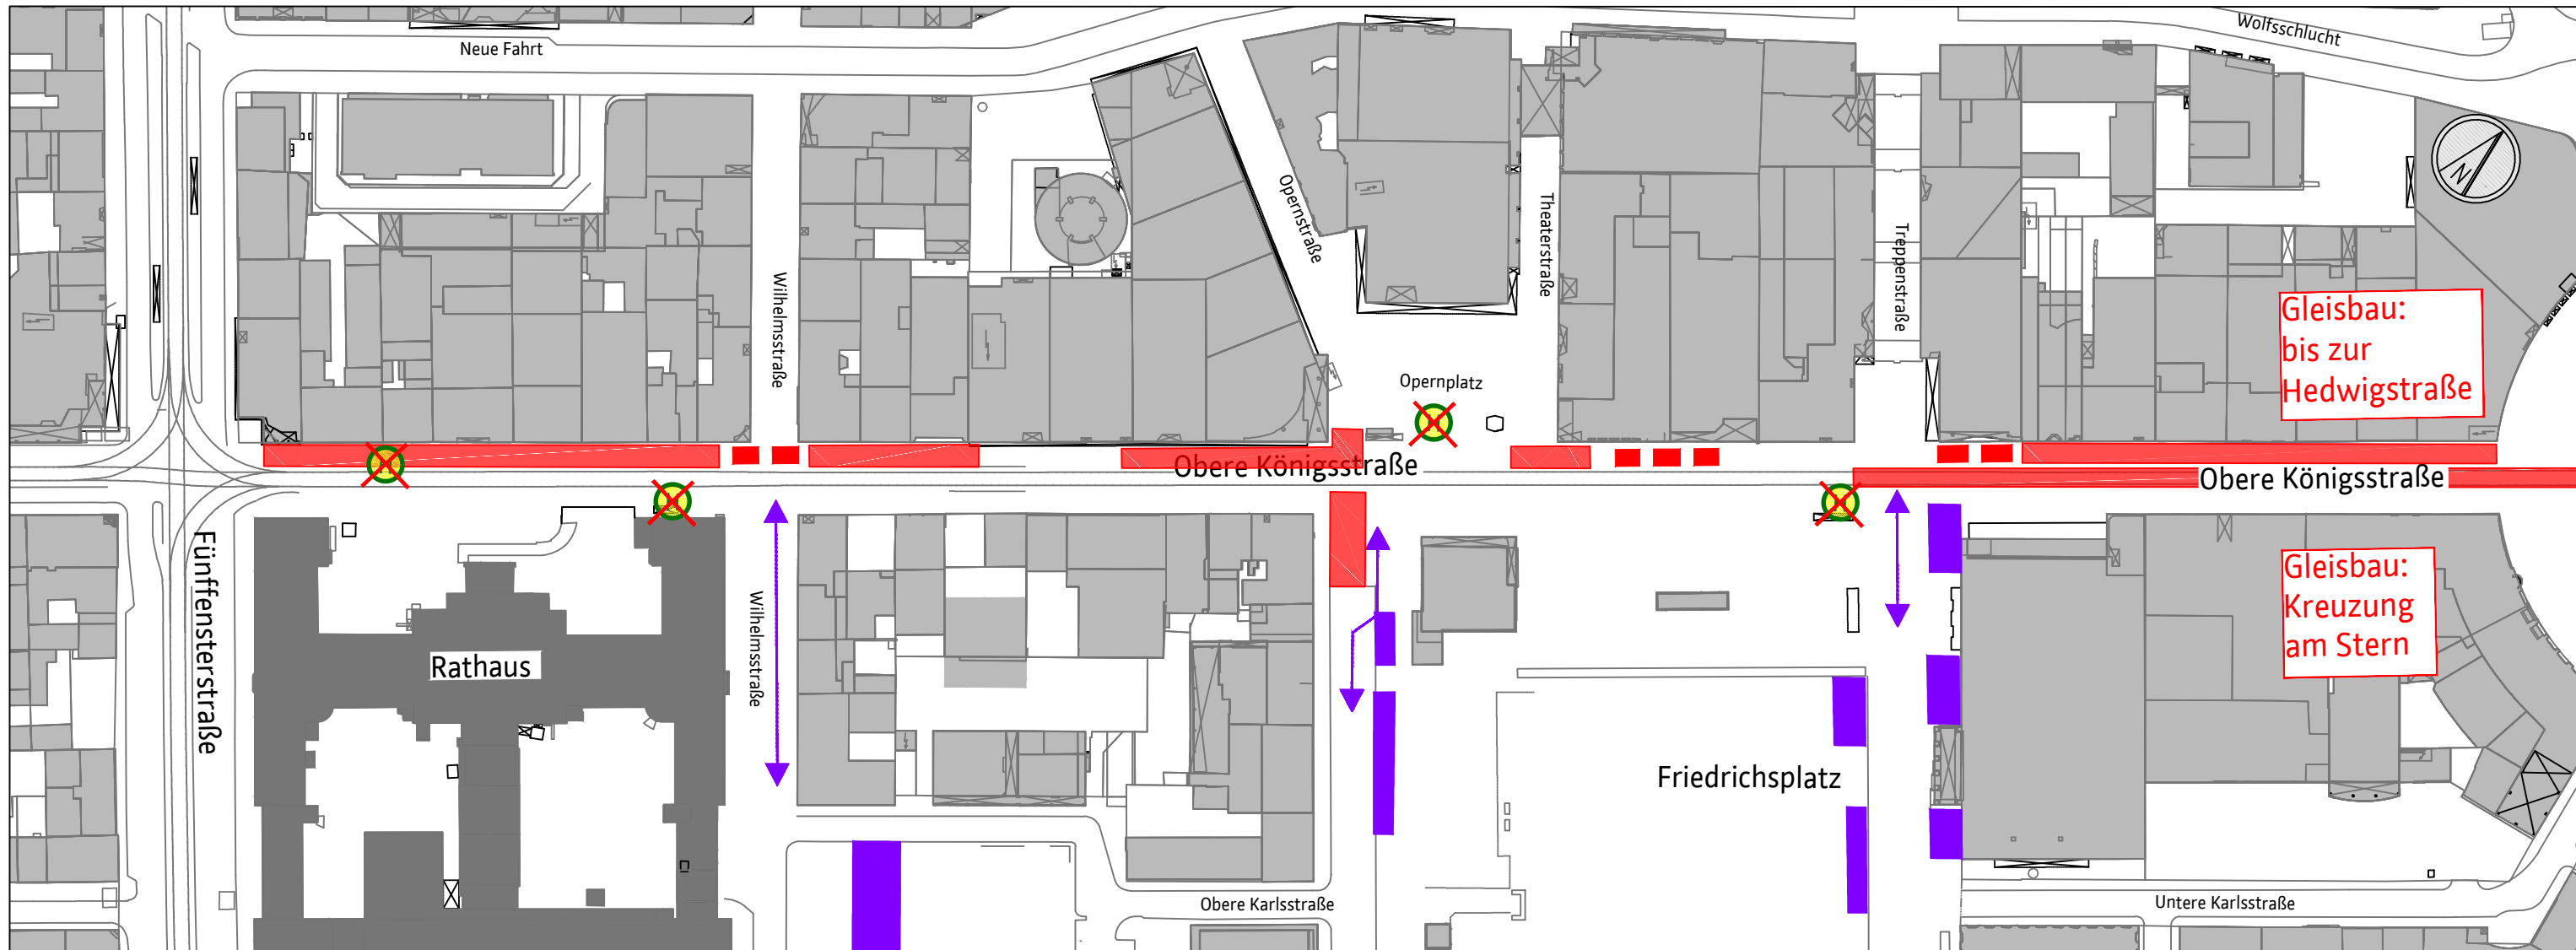 Neue Fahrt
Wolfsschlucht
N
Opernstraße
Theaterstraße
Treppenstraße
Wilhelmsstraße
Gleisbau:
bis zur
Hedwigstraße
Opernplatz
Obere Königsstraße
Obere Königsstraße
Fünffensterstraße
Rathaus
Wilhelmsstraße
Gleisbau:
Kreuzung
am Stern
Friedrichsplatz
Obere Karlsstraße
Untere Karlsstraße